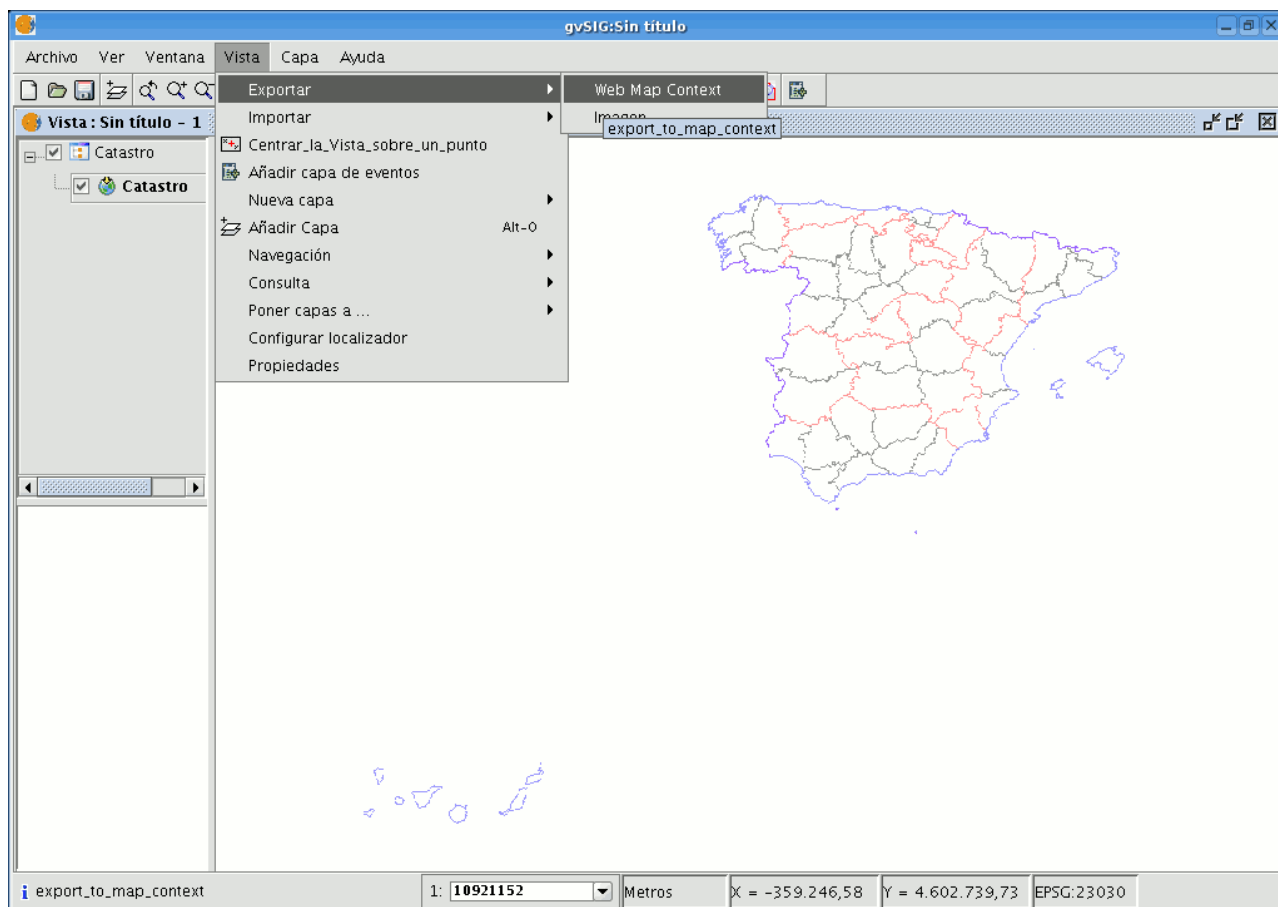 gvSIG:Sin título
Archivo Ver Ventana Vista Capa Ayuda
Vista : Sin título - 1
Catastro
Catastro
Exportar
Importar
Centrar_la_Vista_sobre_un_punto
Añadir capa de eventos
Nueva capa
Añadir Capa Alt-O
Navegación
Consulta
Poner capas a ...
Configurar localizador
Propiedades
Web Map Context
Imagen
export_to_map_context
export_to_map_context
1: 10921152
Metros
X = -359.246,58
Y = 4.602.739,73
EPSG:23030